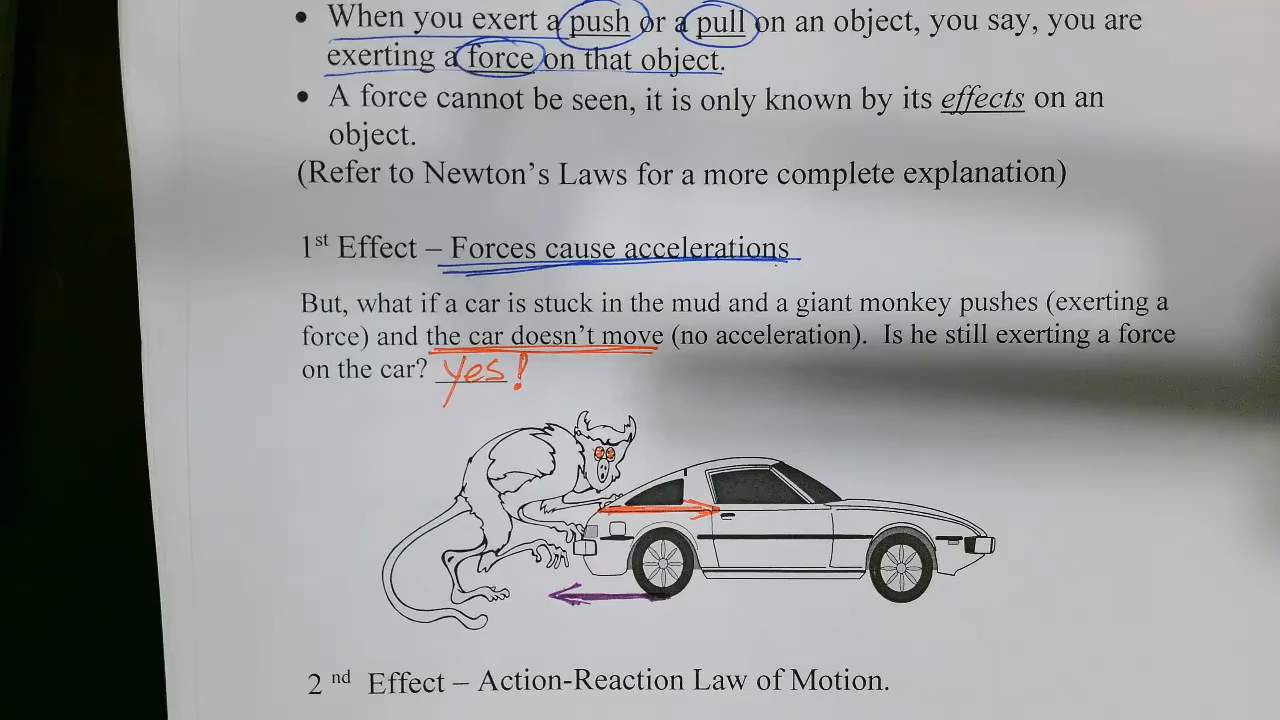 • When you exert a push or a pull on an object, you say, you are
exerting a force on that object.
• A force cannot be seen, it is only known by its effects on an
object.
(Refer to Newton's Laws for a more complete explanation)
1st Effect – Forces cause accelerations
But, what if a car is stuck in the mud and a giant monkey pushes (exerting a
force) and the car doesn't move (no acceleration). Is he still exerting a force
on the car? Yes!
2 nd Effect – Action-Reaction Law of Motion.